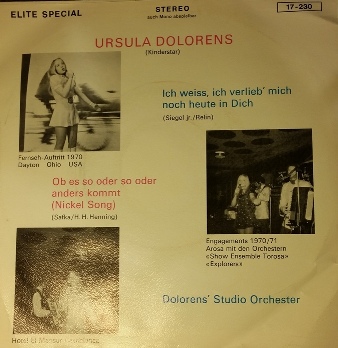 ELITE SPECIAL
STEREO
auch Mono abspielbar
17-230
URSULA DOLORENS
(Kinderstar)
Ich weiss, ich verlieb' mich
noch heute in Dich
(Siegel jr./Relin)
Fernseh-Auftritt 1970
Dayton Ohio USA
Ob es so oder so oder
anders kommt
(Nickel Song)
(Safka/H. H. Henning)
Engagements 1970/71
Arosa mit den Orchestern
«Show Ensemble Torosa»
«Explorers»
Dolorens' Studio Orchester
Hotel El Mansur